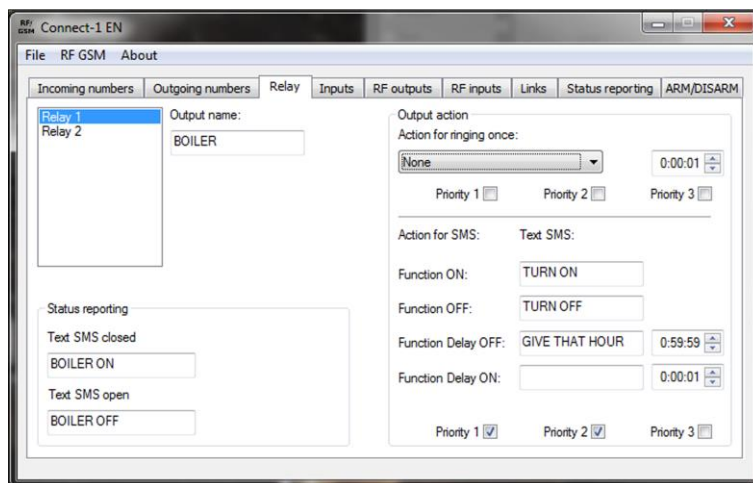 RF/
GSM Connect-1 EN
File RF GSM About
Incoming numbers Outgoing numbers Relay Inputs RF outputs RF inputs Links Status reporting ARM/DISARM
Relay 1
Relay 2
Output name:
BOILER
Output action
Action for ringing once:
None 0:00:01
Priority 1 Priority 2 Priority 3
Action for SMS: Text SMS:
Function ON: TURN ON
Function OFF: TURN OFF
Function Delay OFF: GIVE THAT HOUR 0:59:59
Function Delay ON: 0:00:01
Priority 1 Priority 2 Priority 3
Status reporting
Text SMS closed
BOILER ON
Text SMS open
BOILER OFF